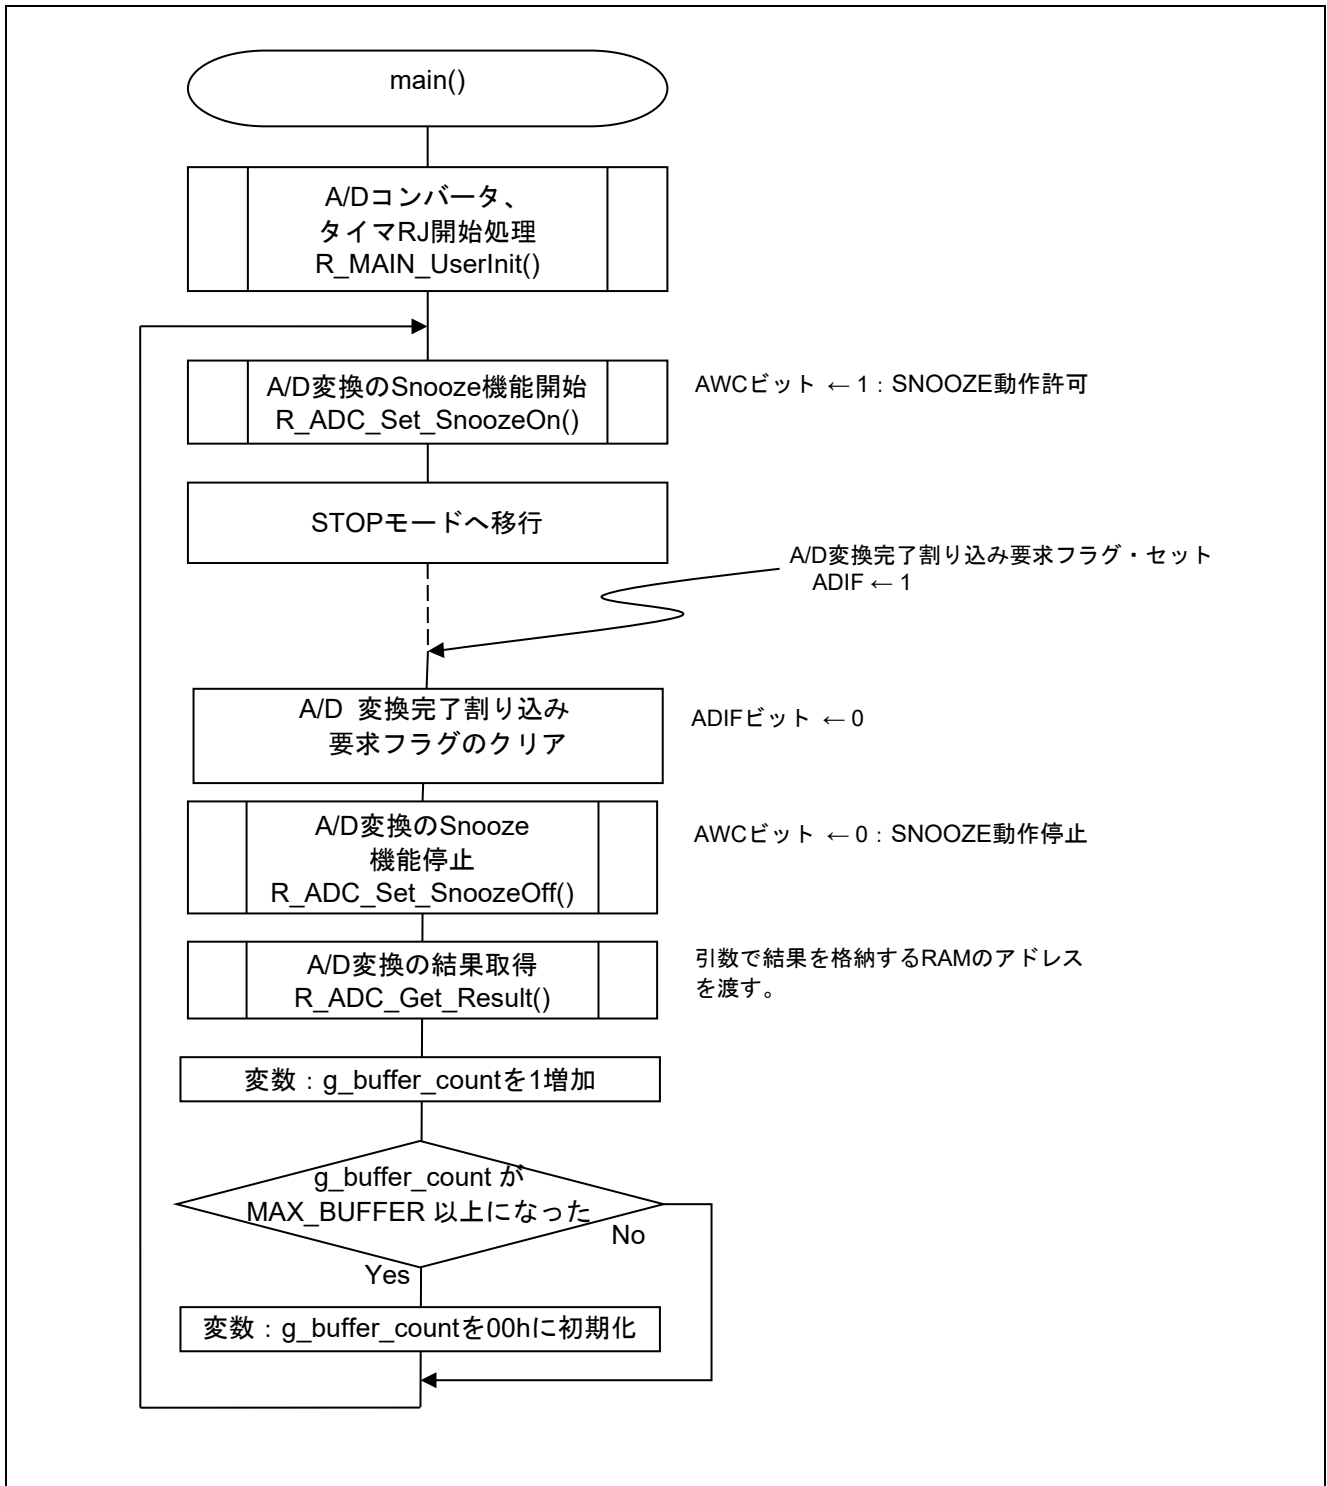 main()
A/Dコンバータ、
タイマRJ開始処理
R_MAIN_UserInit()
A/D変換のSnooze機能開始
R_ADC_Set_SnoozeOn()
AWCビット ← 1：SNOOZE動作許可
STOPモードへ移行
A/D変換完了割り込み要求フラグ・セット
ADIF ← 1
A/D 変換完了割り込み
要求フラグのクリア
ADIFビット ← 0
A/D変換のSnooze
機能停止
R_ADC_Set_SnoozeOff()
AWCビット ← 0：SNOOZE動作停止
A/D変換の結果取得
R_ADC_Get_Result()
引数で結果を格納するRAMのアドレス
を渡す。
変数：g_buffer_countを1増加
g_buffer_count が
MAX_BUFFER 以上になった
No
Yes
変数：g_buffer_countを00hに初期化